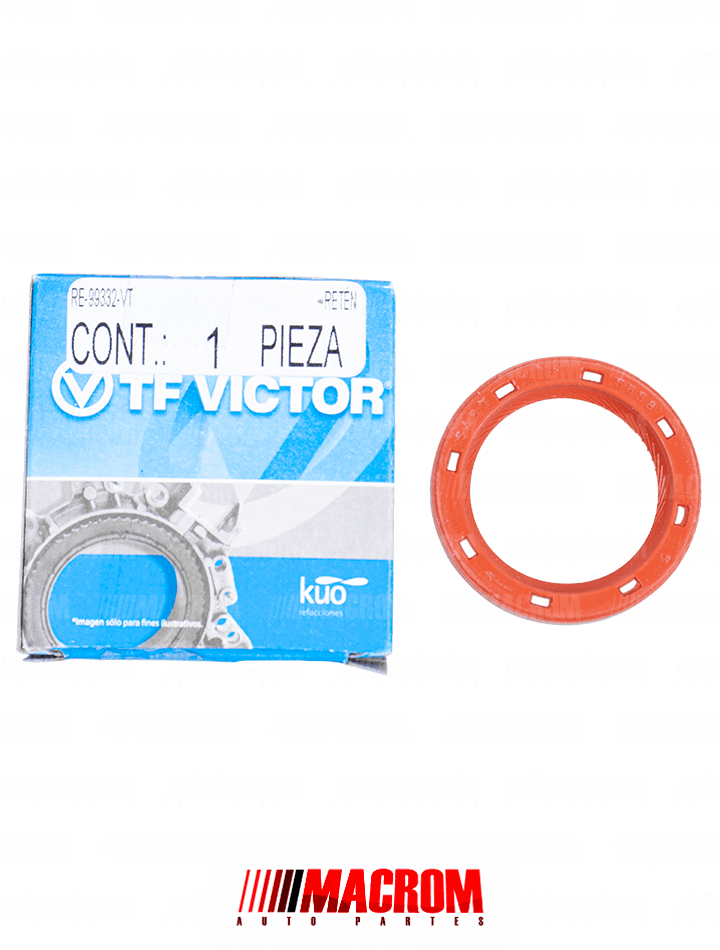 RE-99332-VT
RETEN
CONT.: 1 PIEZA
TF VICTOR®
kuo
refacciones
*Imagen sólo para fines ilustrativos.
MACROM
AUTO PARTES